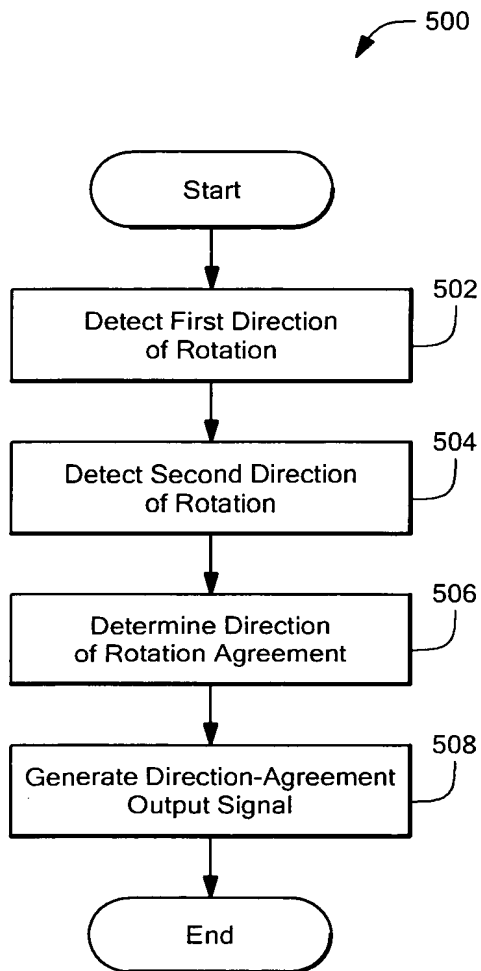 500
Start
502
Detect First Direction
of Rotation
504
Detect Second Direction
of Rotation
506
Determine Direction
of Rotation Agreement
508
Generate Direction-Agreement
Output Signal
End